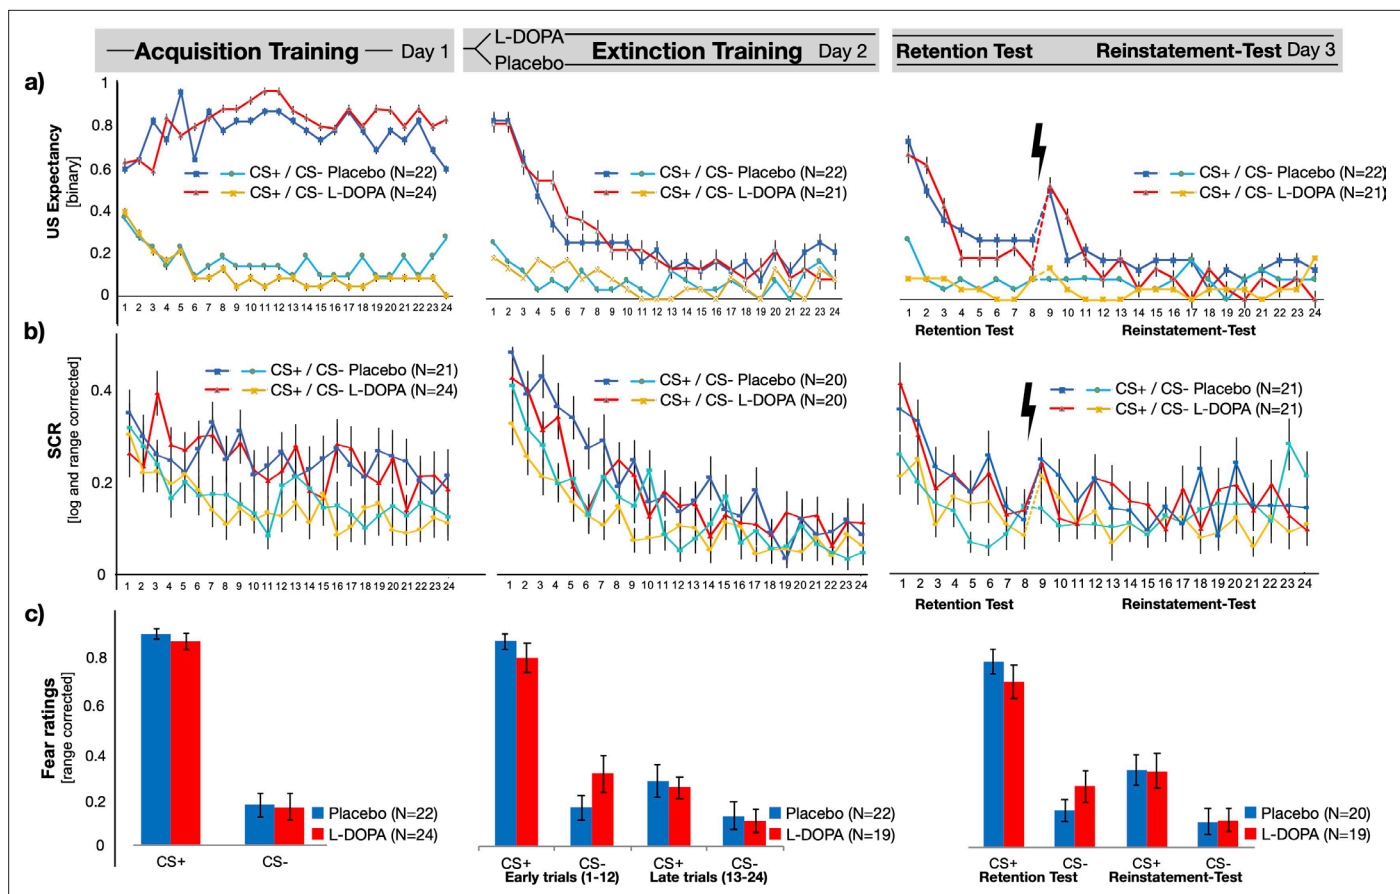 Acquisition Training Day 1
L-DOPA
Placebo
Extinction Training Day 2
Retention Test Reinstatement-Test Day 3
a)
US Expectancy
[binary]
1
0.8
0.6
0.4
0.2
0
CS+ / CS- Placebo (N=22)
CS+ / CS- L-DOPA (N=24)
1 2 3 4 5 6 7 8 9 10 11 12 13 14 15 16 17 18 19 20 21 22 23 24
CS+ / CS- Placebo (N=22)
CS+ / CS- L-DOPA (N=21)
1 2 3 4 5 6 7 8 9 10 11 12 13 14 15 16 17 18 19 20 21 22 23 24
CS+ / CS- Placebo (N=22)
CS+ / CS- L-DOPA (N=21)
1 2 3 4 5 6 7 8 9 10 11 12 13 14 15 16 17 18 19 20 21 22 23 24
Retention Test Reinstatement-Test
b)
SCR
[log and range corrmrected]
0.4
0.2
0
CS+ / CS- Placebo (N=21)
CS+ / CS- L-DOPA (N=24)
1 2 3 4 5 6 7 8 9 10 11 12 13 14 15 16 17 18 19 20 21 22 23 24
CS+ / CS- Placebo (N=20)
CS+ / CS- L-DOPA (N=20)
1 2 3 4 5 6 7 8 9 10 11 12 13 14 15 16 17 18 19 20 21 22 23 24
CS+ / CS- Placebo (N=21)
CS+ / CS- L-DOPA (N=21)
1 2 3 4 5 6 7 8 9 10 11 12 13 14 15 16 17 18 19 20 21 22 23 24
Retention Test Reinstatement-Test
c)
Fear ratings
[range corrected]
0.8
0.6
0.4
0.2
0
Placebo (N=22)
L-DOPA (N=24)
CS+ CS-
Placebo (N=22)
L-DOPA (N=19)
CS+ CS- CS+ CS-
Early trials (1-12) Late trials (13-24)
Placebo (N=20)
L-DOPA (N=19)
CS+ CS- CS+ CS-
Retention Test Reinstatement-Test